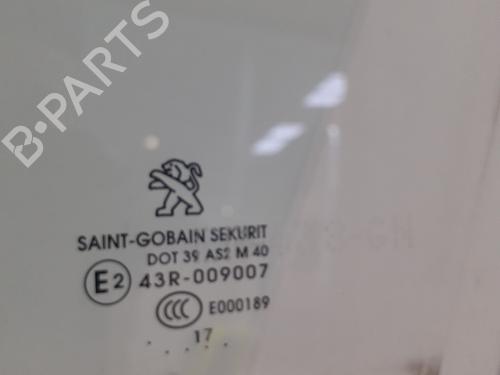 B-PARTS
SAINT-GOBAIN SEKURIT
DOT 39 AS2 M 40
E2 43R-009007
CCC E000189
. . 17 . .